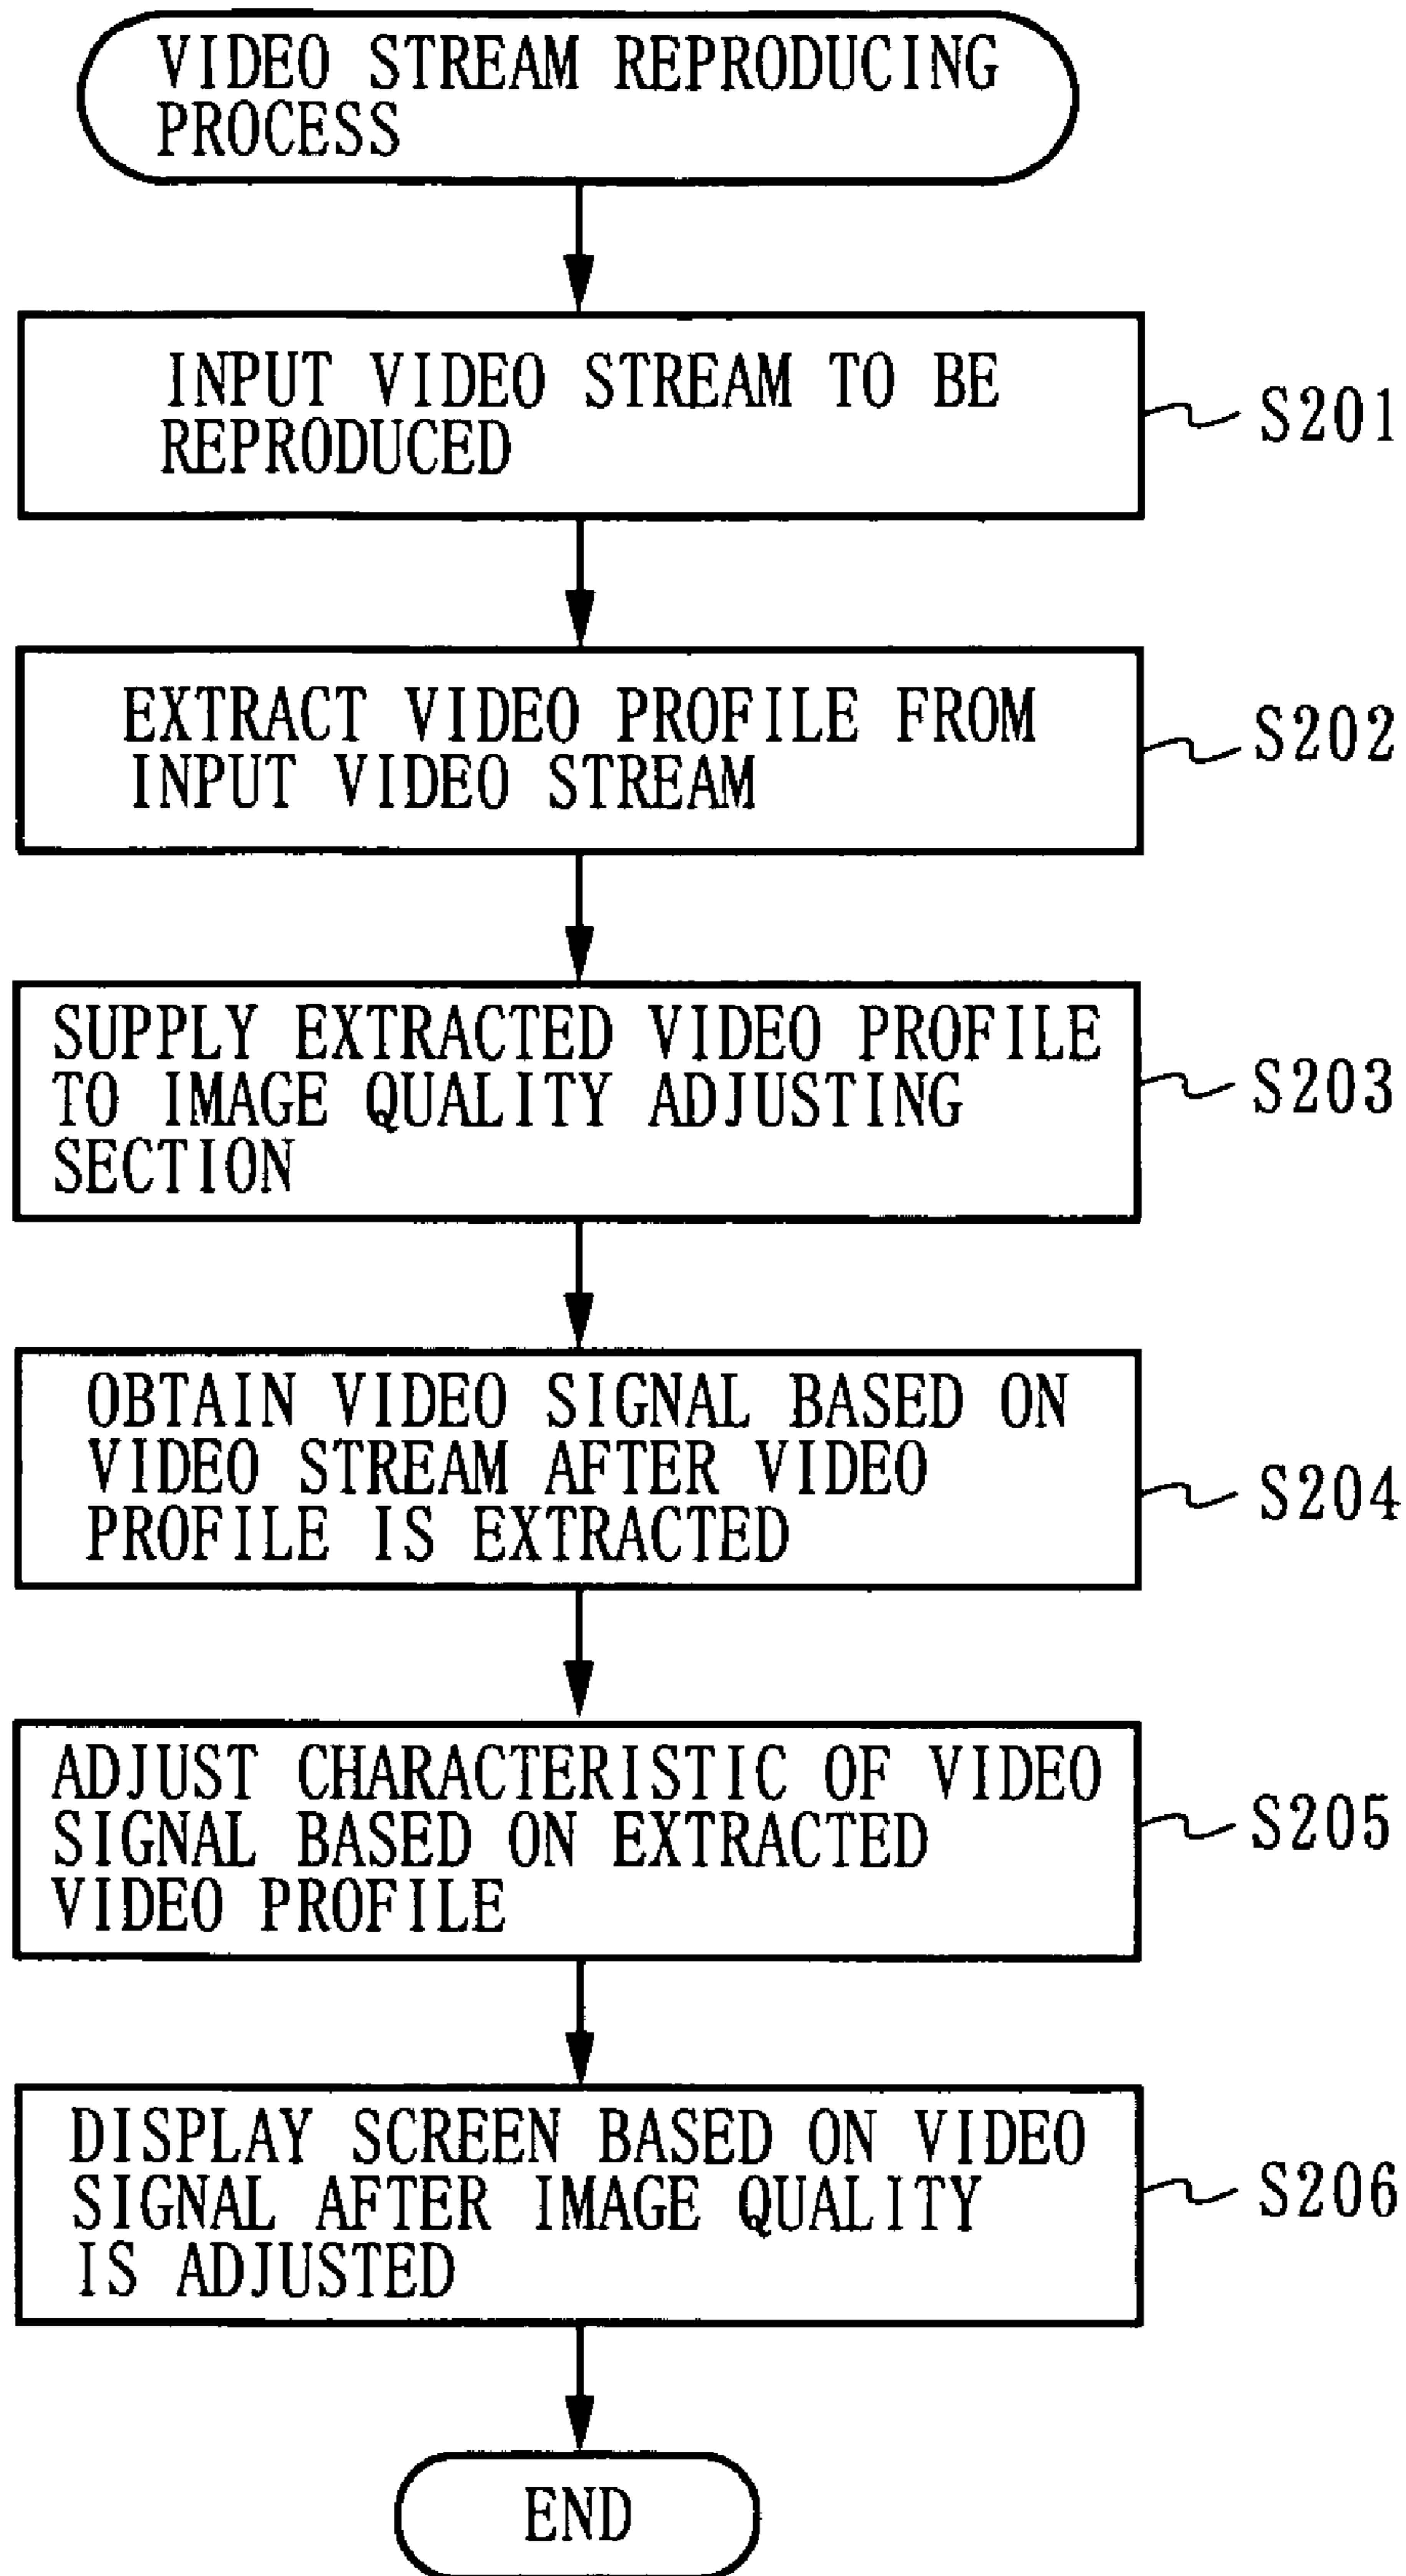 VIDEO STREAM REPRODUCING
PROCESS
INPUT VIDEO STREAM TO BE
REPRODUCED
S201
EXTRACT VIDEO PROFILE FROM
INPUT VIDEO STREAM
S202
SUPPLY EXTRACTED VIDEO PROFILE
TO IMAGE QUALITY ADJUSTING
SECTION
S203
OBTAIN VIDEO SIGNAL BASED ON
VIDEO STREAM AFTER VIDEO
PROFILE IS EXTRACTED
S204
ADJUST CHARACTERISTIC OF VIDEO
SIGNAL BASED ON EXTRACTED
VIDEO PROFILE
S205
DISPLAY SCREEN BASED ON VIDEO
SIGNAL AFTER IMAGE QUALITY
IS ADJUSTED
S206
END